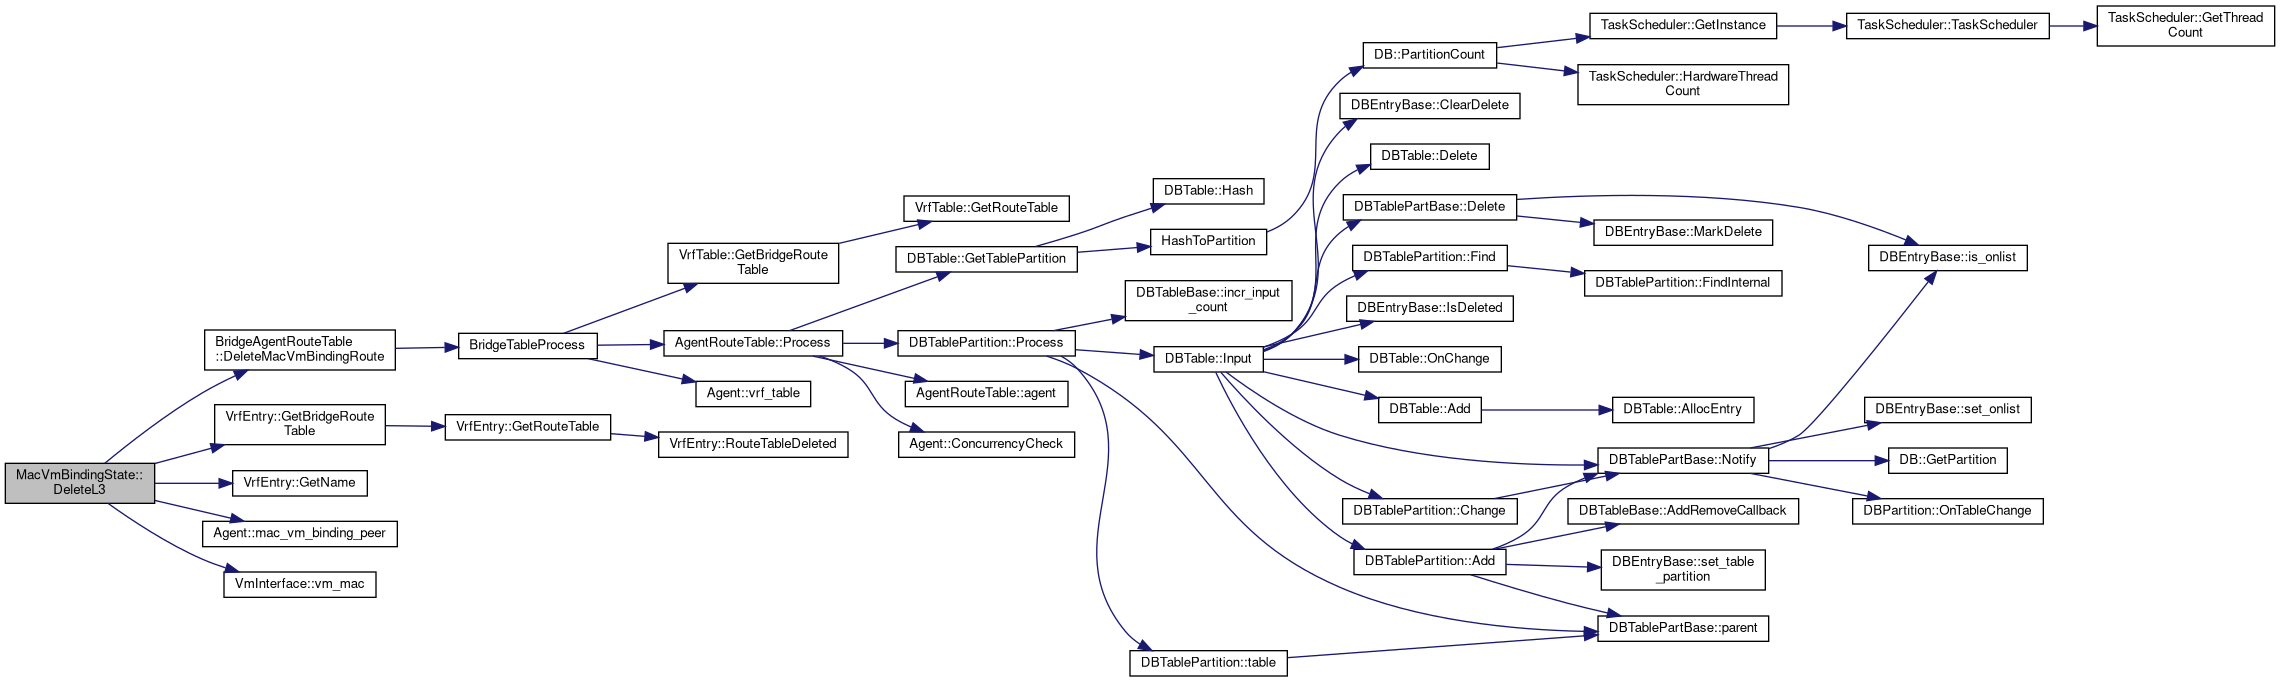 MacVmBindingState::
DeleteL3
BridgeAgentRouteTable
::DeleteMacVmBindingRoute
VrfEntry::GetBridgeRoute
Table
VrfEntry::GetName
Agent::mac_vm_binding_peer
VmInterface::vm_mac
BridgeTableProcess
VrfEntry::GetRouteTable
VrfTable::GetBridgeRoute
Table
AgentRouteTable::Process
Agent::vrf_table
VrfEntry::RouteTableDeleted
VrfTable::GetRouteTable
DBTable::GetTablePartition
DBTablePartition::Process
AgentRouteTable::agent
Agent::ConcurrencyCheck
DBTable::Hash
HashToPartition
DBTableBase::incr_input
_count
DBTable::Input
DBTablePartition::table
DB::PartitionCount
DBEntryBase::ClearDelete
DBTable::Delete
DBTablePartBase::Delete
DBTablePartition::Find
DBEntryBase::IsDeleted
DBTable::OnChange
DBTable::Add
DBTablePartition::Change
DBTablePartition::Add
TaskScheduler::GetInstance
TaskScheduler::HardwareThread
Count
DBEntryBase::MarkDelete
DBTablePartition::FindInternal
DBTable::AllocEntry
DBTablePartBase::Notify
DBTableBase::AddRemoveCallback
DBEntryBase::set_table
_partition
DBTablePartBase::parent
TaskScheduler::TaskScheduler
DBEntryBase::is_onlist
DBEntryBase::set_onlist
DB::GetPartition
DBPartition::OnTableChange
TaskScheduler::GetThread
Count